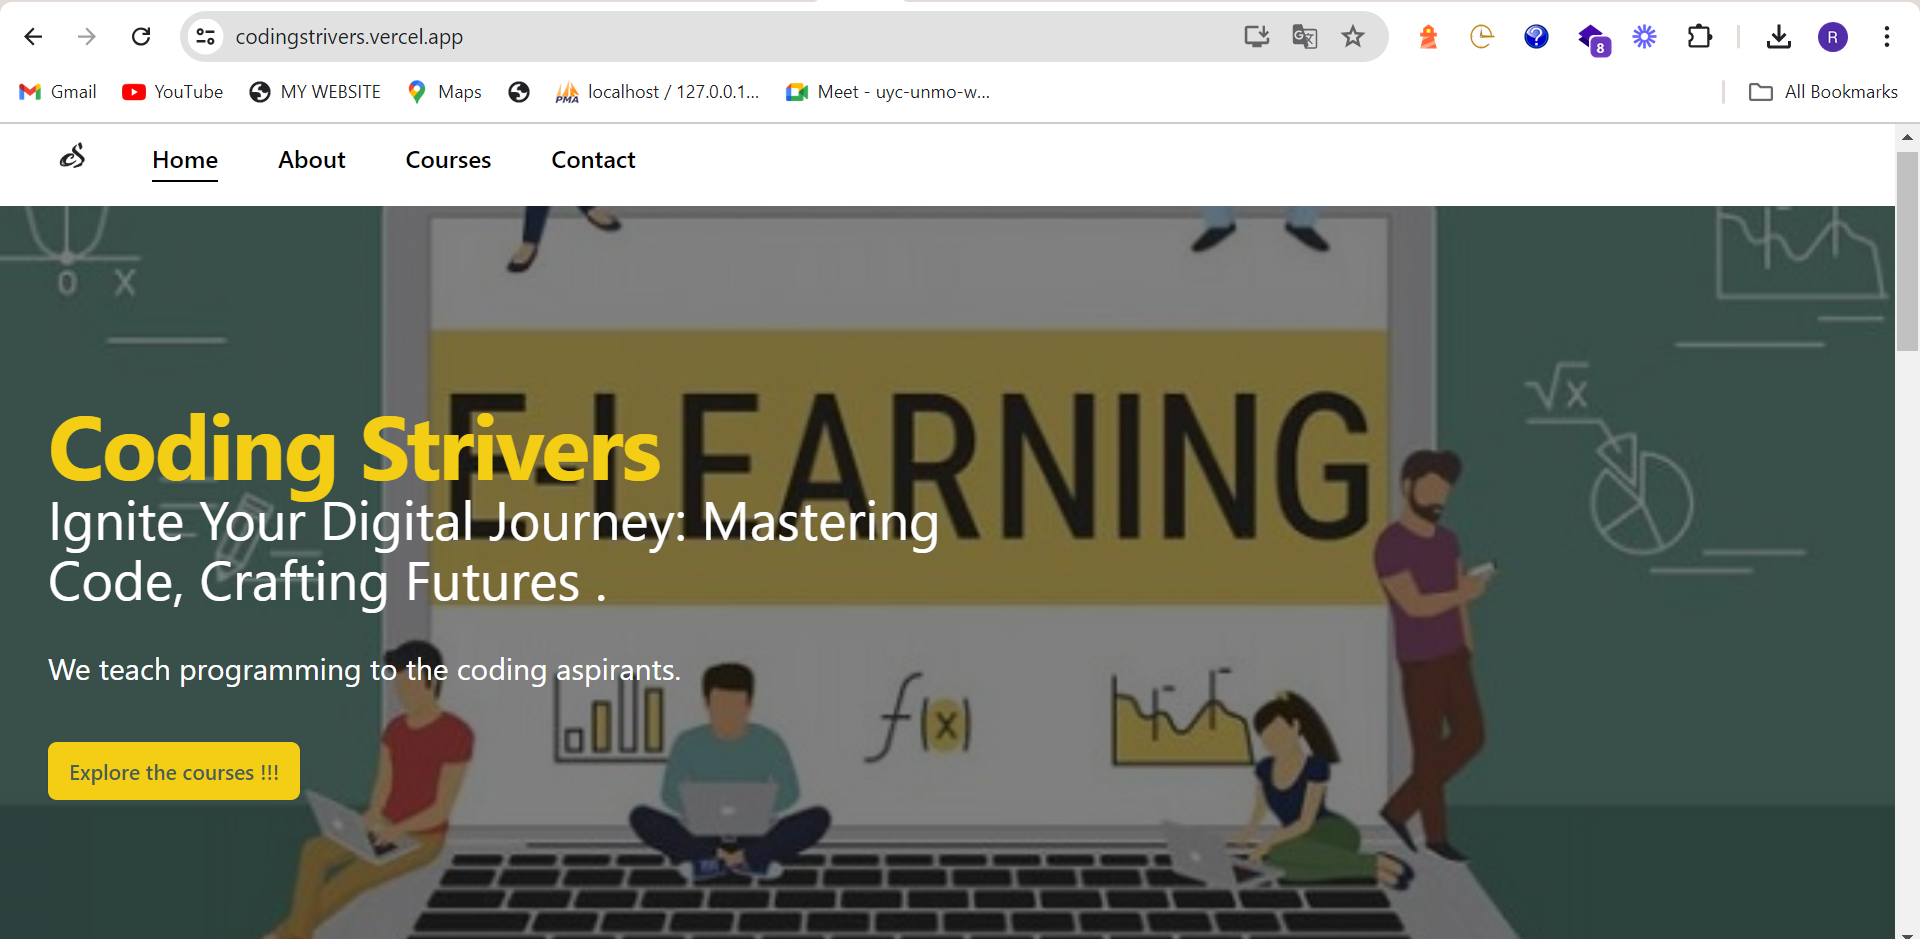 codingstrivers.vercel.app
8
R
Gmail
YouTube
MY WEBSITE
Maps
PMA
localhost / 127.0.0.1...
Meet - uyc-unmo-w...
All Bookmarks
Home
About
Courses
Contact
0 X
E-LEARNING
√x
Coding Strivers
Ignite Your Digital Journey: Mastering
Code, Crafting Futures .
We teach programming to the coding aspirants.
f(x)
Explore the courses !!!